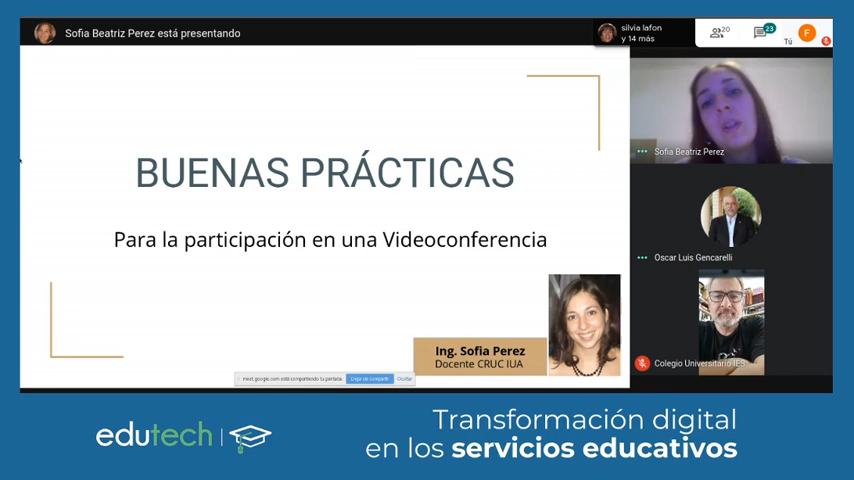 Sofia Beatriz Perez está presentando
silvia lafon
y 14 más
20
23
Tú
F
BUENAS PRÁCTICAS
Para la participación en una Videoconferencia
Ing. Sofia Perez
Docente CRUC IUA
meet.google.com está compartiendo tu pantalla.
Dejar de compartir
Ocultar
Sofia Beatriz Perez
Oscar Luis Gencarelli
Colegio Universitario IES
edutech
Transformación digital
en los servicios educativos